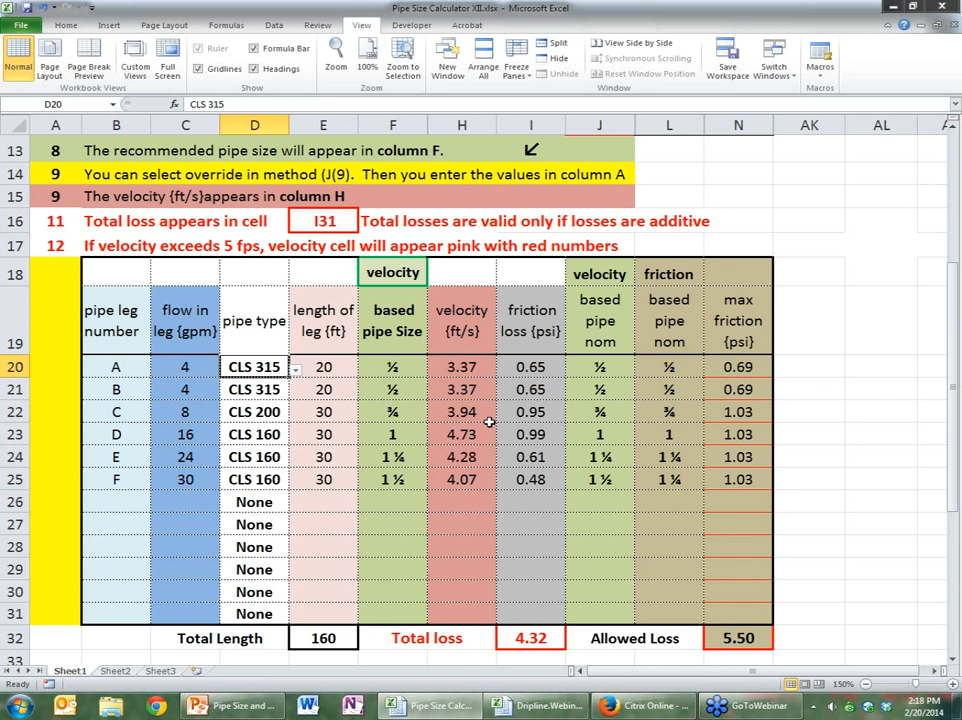 Pipe Size Calculator XII.xlsx - Microsoft Excel
File Home Insert Page Layout Formulas Data Review View Developer Acrobat
Normal Page Layout Page Break Preview Custom Views Full Screen
Ruler Formula Bar
Gridlines Headings
Zoom 100% Zoom to Selection
New Window Arrange All Freeze Panes
Split
Hide
Unhide
View Side by Side
Synchronous Scrolling
Reset Window Position
Save Workspace Switch Windows Macros
Workbook Views Show Zoom Window Macros
D20 fx CLS 315
A B C D E F H I J L N AK AL
13 8 The recommended pipe size will appear in column F. ↙
14 9 You can select override in method (J(9). Then you enter the values in column A
15 9 The velocity {ft/s}appears in column H
16 11 Total loss appears in cell I31 Total losses are valid only if losses are additive
17 12 If velocity exceeds 5 fps, velocity cell will appear pink with red numbers
18 velocity velocity friction
19 pipe leg number flow in leg {gpm} pipe type length of leg {ft} based pipe Size velocity {ft/s} friction loss {psi} based pipe nom based pipe nom max friction {psi}
20 A 4 CLS 315 20 ½ 3.37 0.65 ½ ½ 0.69
21 B 4 CLS 315 20 ½ 3.37 0.65 ½ ½ 0.69
22 C 8 CLS 200 30 ¾ 3.94 0.95 ¾ ¾ 1.03
23 D 16 CLS 160 30 1 4.73 0.99 1 1 1.03
24 E 24 CLS 160 30 1 ¼ 4.28 0.61 1 ¼ 1 ¼ 1.03
25 F 30 CLS 160 30 1 ½ 4.07 0.48 1 ½ 1 ¼ 1.03
26 None
27 None
28 None
29 None
30 None
31 None
32 Total Length 160 Total loss 4.32 Allowed Loss 5.50
33
Sheet1 Sheet2 Sheet3
Ready 150%
Pipe Size and ... Pipe Size Calc... Dripline.Webin... Citrix Online - ... GoToWebinar
2:18 PM
2/20/2014